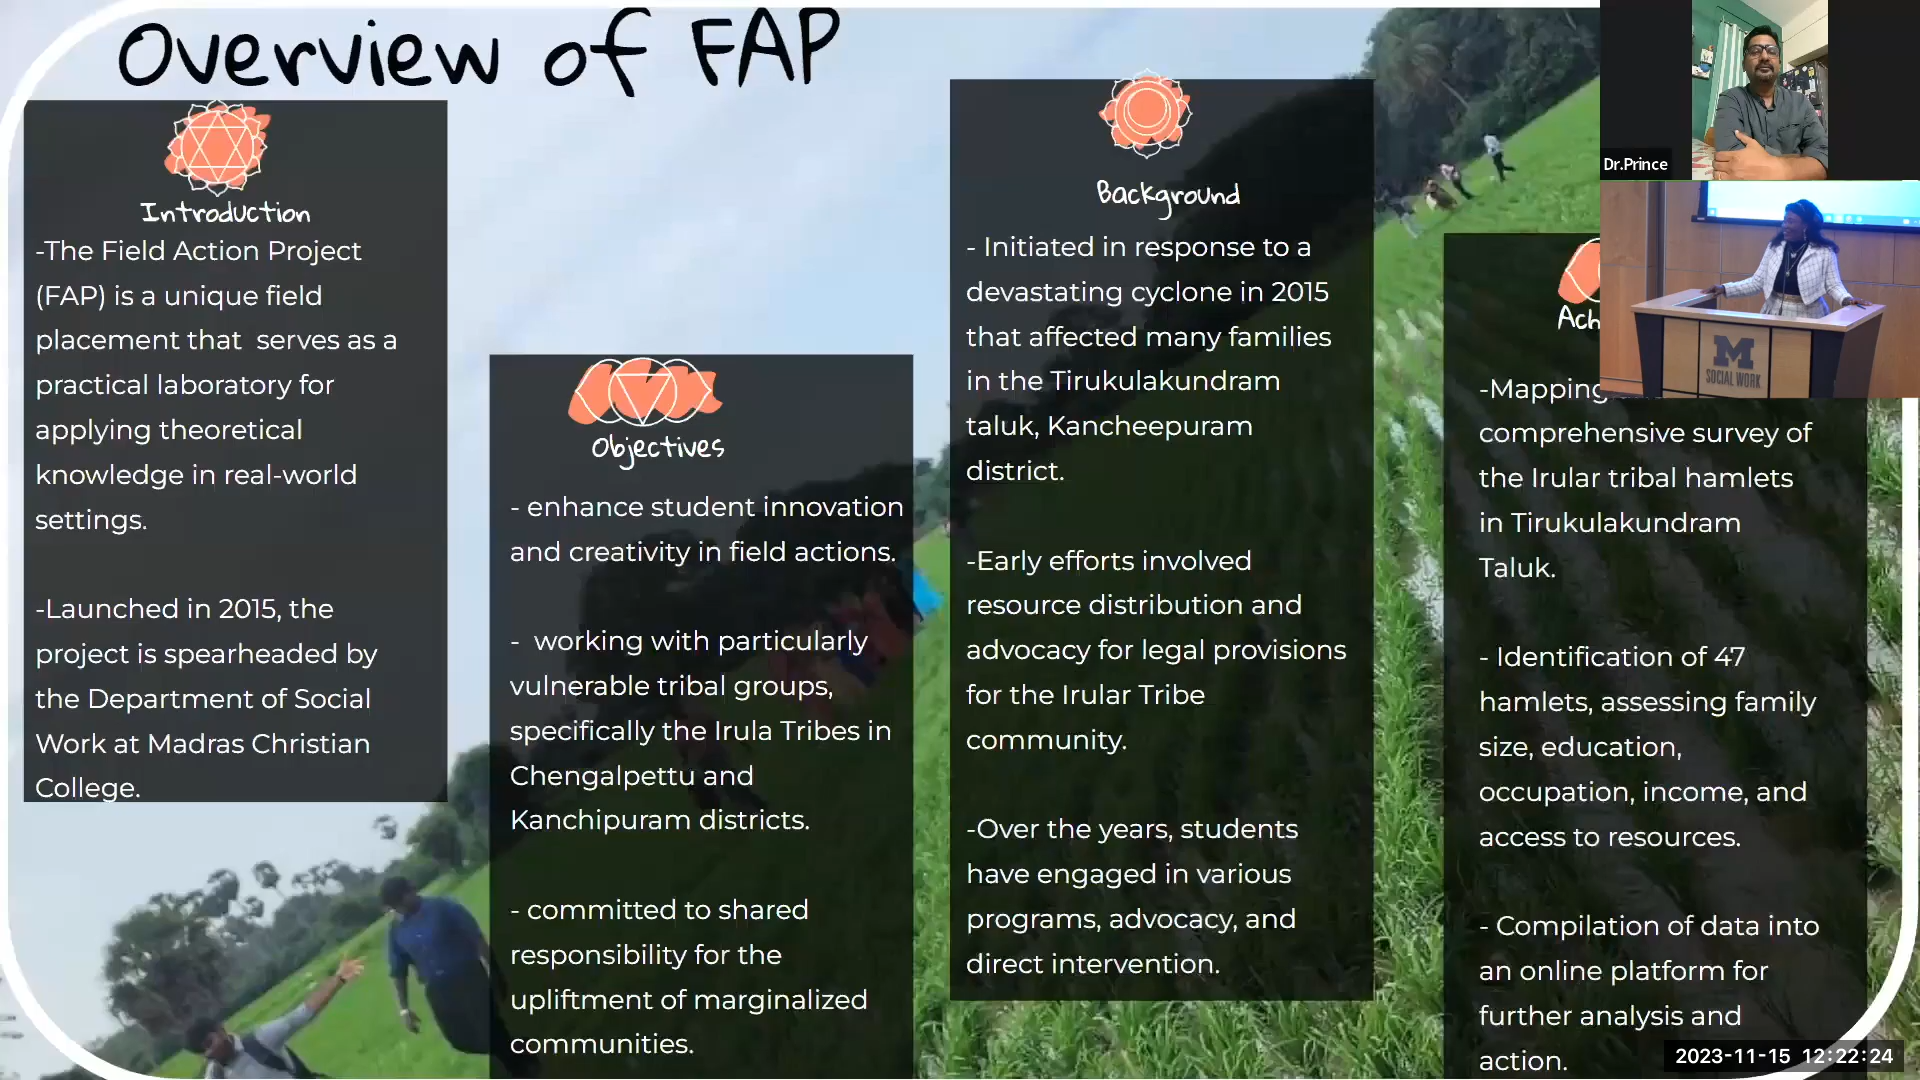 Overview of FAP
Introduction
-The Field Action Project
(FAP) is a unique field
placement that  serves as a
practical laboratory for
applying theoretical
knowledge in real-world
settings.
-Launched in 2015, the
project is spearheaded by
the Department of Social
Work at Madras Christian
College.
Objectives
- enhance student innovation
and creativity in field actions.
-  working with particularly
vulnerable tribal groups,
specifically the Irula Tribes in
Chengalpettu and
Kanchipuram districts.
- committed to shared
responsibility for the
upliftment of marginalized
communities.
Background
- Initiated in response to a
devastating cyclone in 2015
that affected many families
in the Tirukulakundram
taluk, Kancheepuram
district.
-Early efforts involved
resource distribution and
advocacy for legal provisions
for the Irular Tribe
community.
-Over the years, students
have engaged in various
programs, advocacy, and
direct intervention.
Ach
-Mapping
comprehensive survey of
the Irular tribal hamlets
in Tirukulakundram
Taluk.
- Identification of 47
hamlets, assessing family
size, education,
occupation, income, and
access to resources.
- Compilation of data into
an online platform for
further analysis and
action.
Dr.Prince
M
SOCIAL WORK
2023-11-15 12:22:24